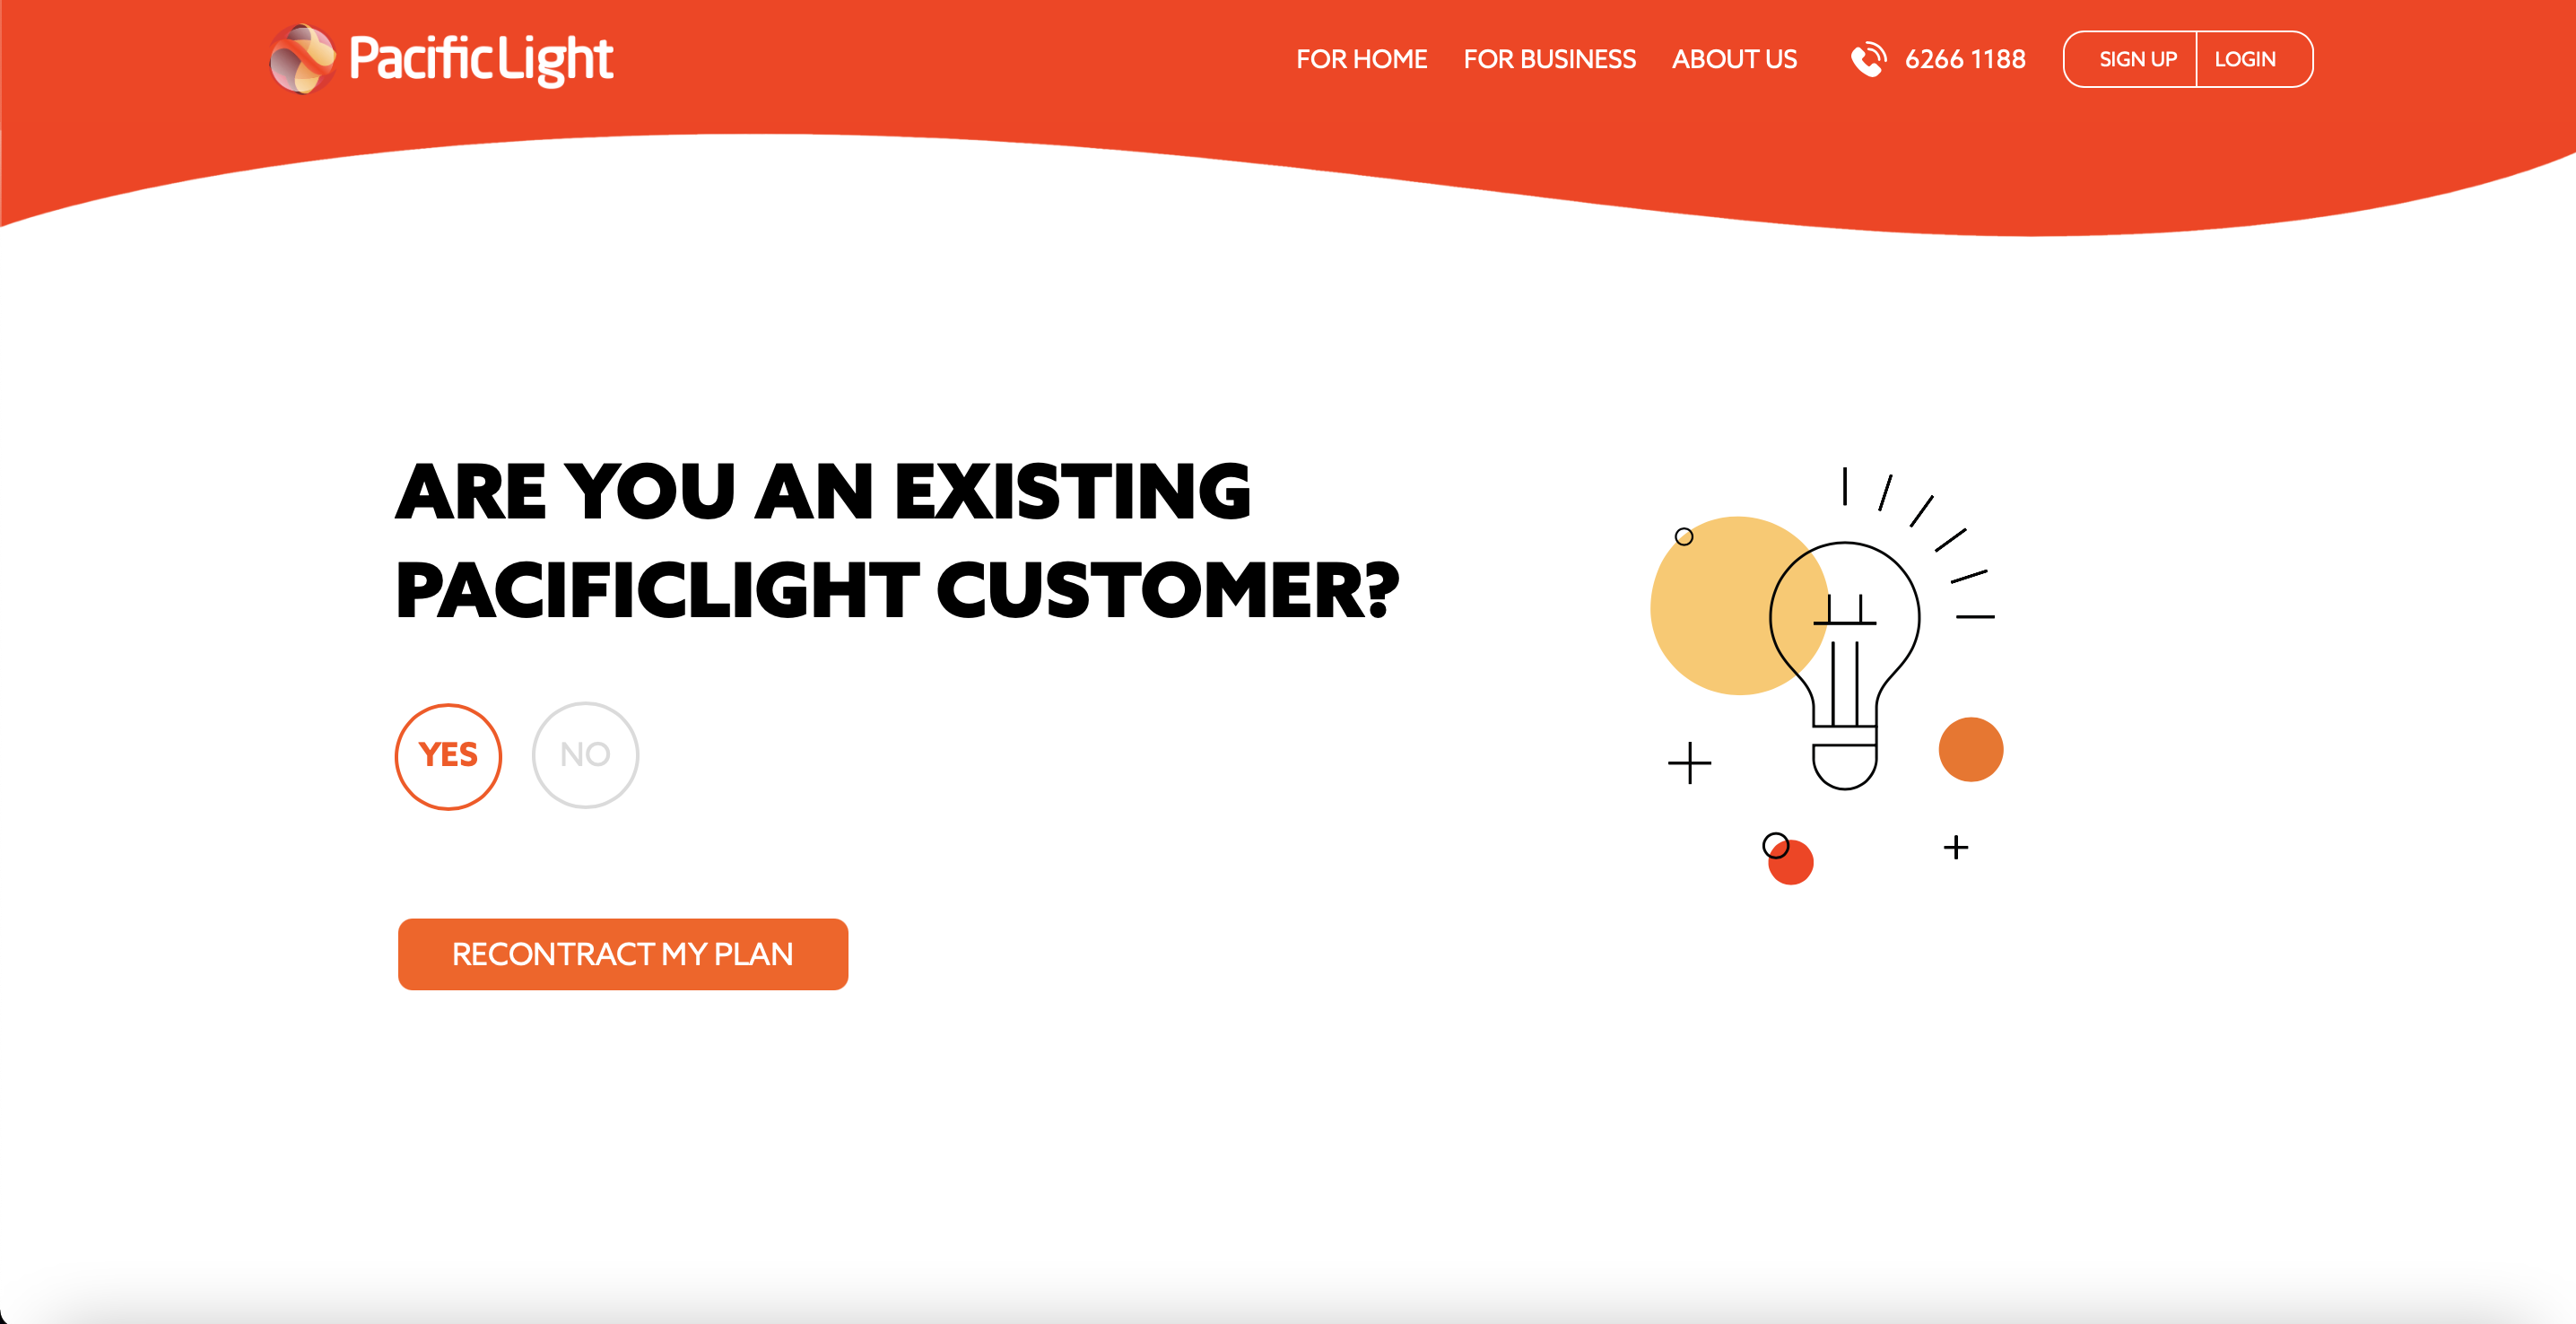 PacificLight
FOR HOME FOR BUSINESS ABOUT US 6266 1188 SIGN UP LOGIN
ARE YOU AN EXISTING
PACIFICLIGHT CUSTOMER?
YES NO
RECONTRACT MY PLAN